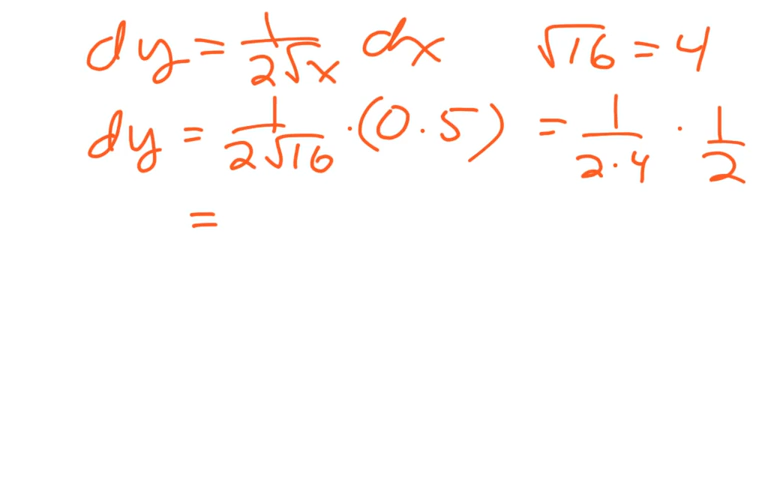 dy = 1/(2√x) dx √16 = 4
dy = 1/(2√16) · (0.5) = 1/(2·4) · 1/2
=